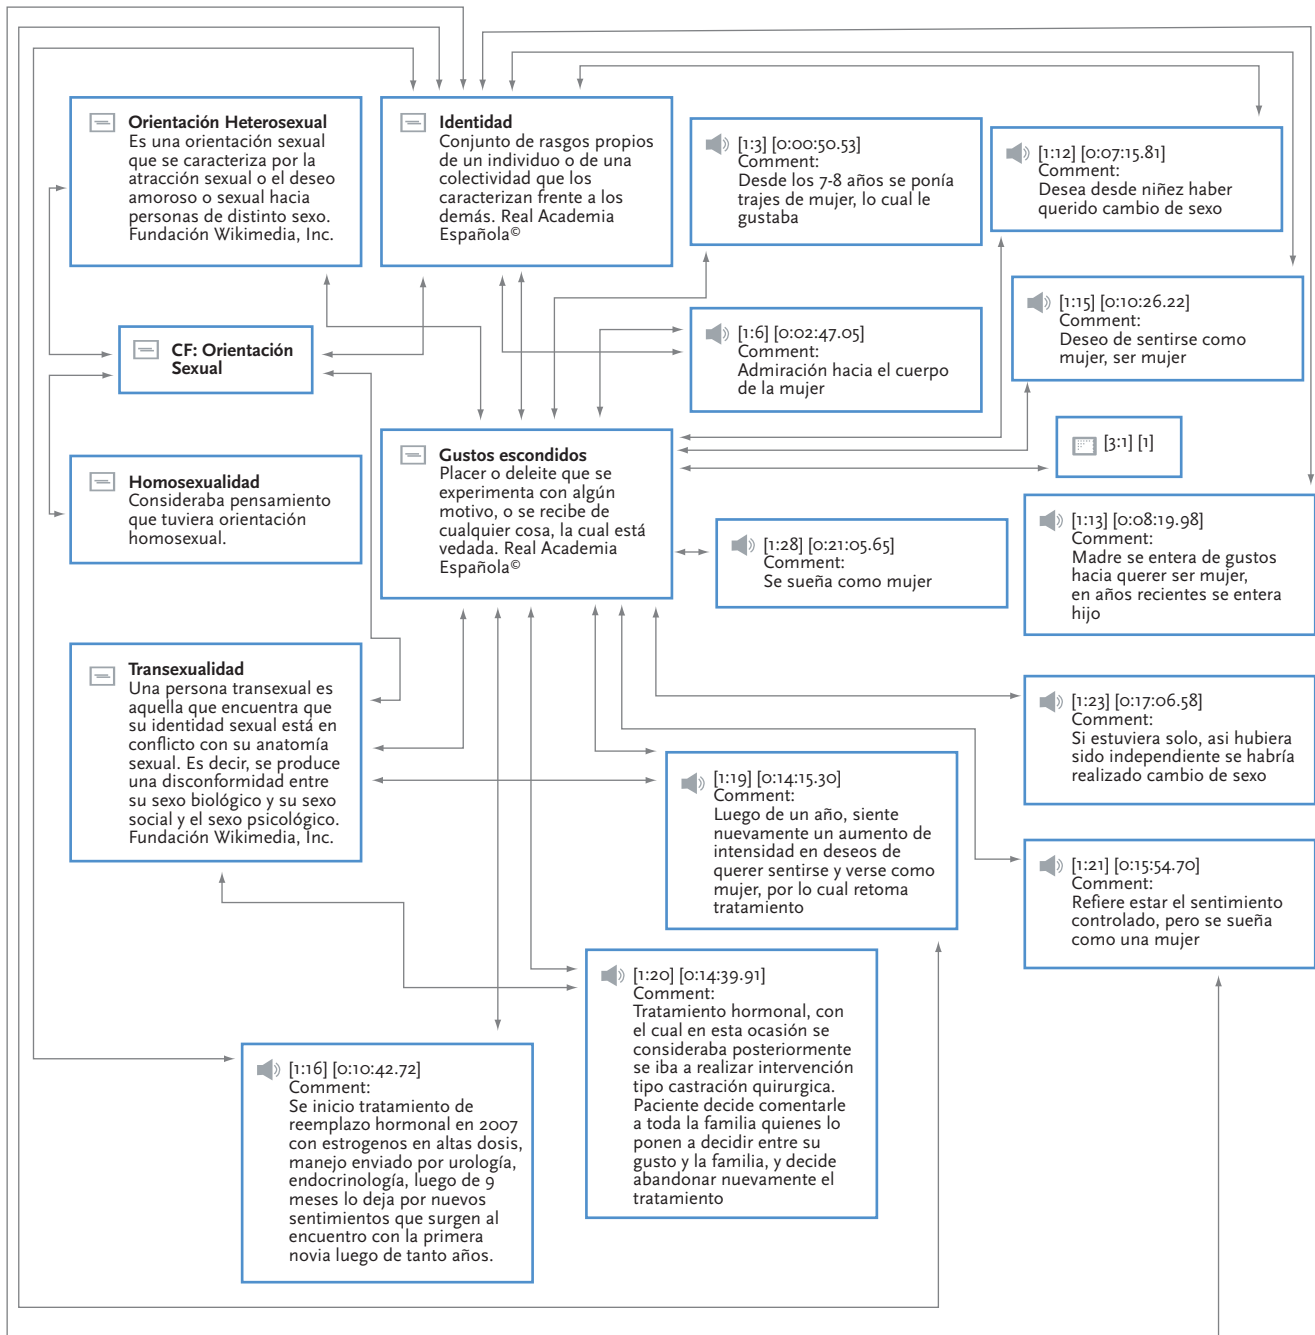 Orientación Heterosexual
Es una orientación sexual
que se caracteriza por la
atracción sexual o el deseo
amoroso o sexual hacia
personas de distinto sexo.
Fundación Wikimedia, Inc.
Identidad
Conjunto de rasgos propios
de un individuo o de una
colectividad que los
caracterizan frente a los
demás. Real Academia
Española©
[1:3] [0:00:50.53]
Comment:
Desde los 7-8 años se ponía
trajes de mujer, lo cual le
gustaba
[1:12] [0:07:15.81]
Comment:
Desea desde niñez haber
querido cambio de sexo
CF: Orientación
Sexual
[1:6] [0:02:47.05]
Comment:
Admiración hacia el cuerpo
de la mujer
[1:15] [0:10:26.22]
Comment:
Deseo de sentirse como
mujer, ser mujer
Homosexualidad
Consideraba pensamiento
que tuviera orientación
homosexual.
Gustos escondidos
Placer o deleite que se
experimenta con algún
motivo, o se recibe de
cualquier cosa, la cual está
vedada. Real Academia
Española©
[3:1] [1]
[1:28] [0:21:05.65]
Comment:
Se sueña como mujer
[1:13] [0:08:19.98]
Comment:
Madre se entera de gustos
hacia querer ser mujer,
en años recientes se entera
hijo
Transexualidad
Una persona transexual es
aquella que encuentra que
su identidad sexual está en
conflicto con su anatomía
sexual. Es decir, se produce
una disconformidad entre
su sexo biológico y su sexo
social y el sexo psicológico.
Fundación Wikimedia, Inc.
[1:23] [0:17:06.58]
Comment:
Si estuviera solo, asi hubiera
sido independiente se habría
realizado cambio de sexo
[1:19] [0:14:15.30]
Comment:
Luego de un año, siente
nuevamente un aumento de
intensidad en deseos de
querer sentirse y verse como
mujer, por lo cual retoma
tratamiento
[1:21] [0:15:54.70]
Comment:
Refiere estar el sentimiento
controlado, pero se sueña
como una mujer
[1:20] [0:14:39.91]
Comment:
Tratamiento hormonal, con
el cual en esta ocasión se
consideraba posteriormente
se iba a realizar intervención
tipo castración quirurgica.
Paciente decide comentarle
a toda la familia quienes lo
ponen a decidir entre su
gusto y la familia, y decide
abandonar nuevamente el
tratamiento
[1:16] [0:10:42.72]
Comment:
Se inicio tratamiento de
reemplazo hormonal en 2007
con estrogenos en altas dosis,
manejo enviado por urología,
endocrinología, luego de 9
meses lo deja por nuevos
sentimientos que surgen al
encuentro con la primera
novia luego de tanto años.